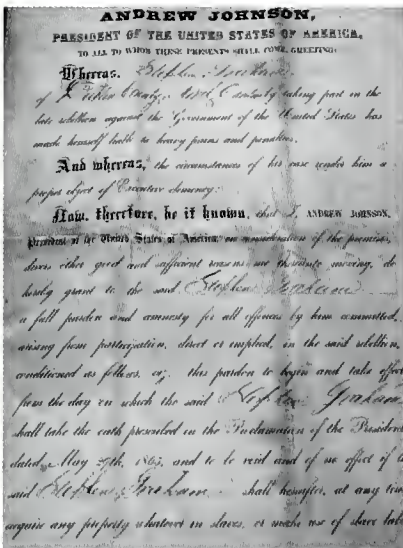 ANDREW JOHNSON,
PRESIDENT OF THE UNITED STATES OF AMERICA,
TO ALL TO WHOM THESE PRESENTS SHALL COME, GREETING:
Whereas, Stephen Graham
of County, North Carolina, by taking part in the
late rebellion against the Government of the United States has
made himself liable to heavy pains and penalties.
And whereas, the circumstances of his case render him a
proper object of Executive clemency;
Now, therefore, be it known, that I, ANDREW JOHNSON,
President of the United States of America, in consideration of the premises,
divers other good and sufficient reasons me thereunto moving, do
hereby grant to the said Stephen Graham
a full pardon and amnesty for all offences by him committed,
arising from participation, direct or implied, in the said rebellion,
conditioned as follows, viz: this pardon to begin and take effect
from the day on which the said Stephen Graham
shall take the oath prescribed in the Proclamation of the President
dated May 29th, 1865, and to be void and of no effect if
said Stephen Graham shall hereafter, at any time
acquire any property whatever in slaves, or make use of slave labor